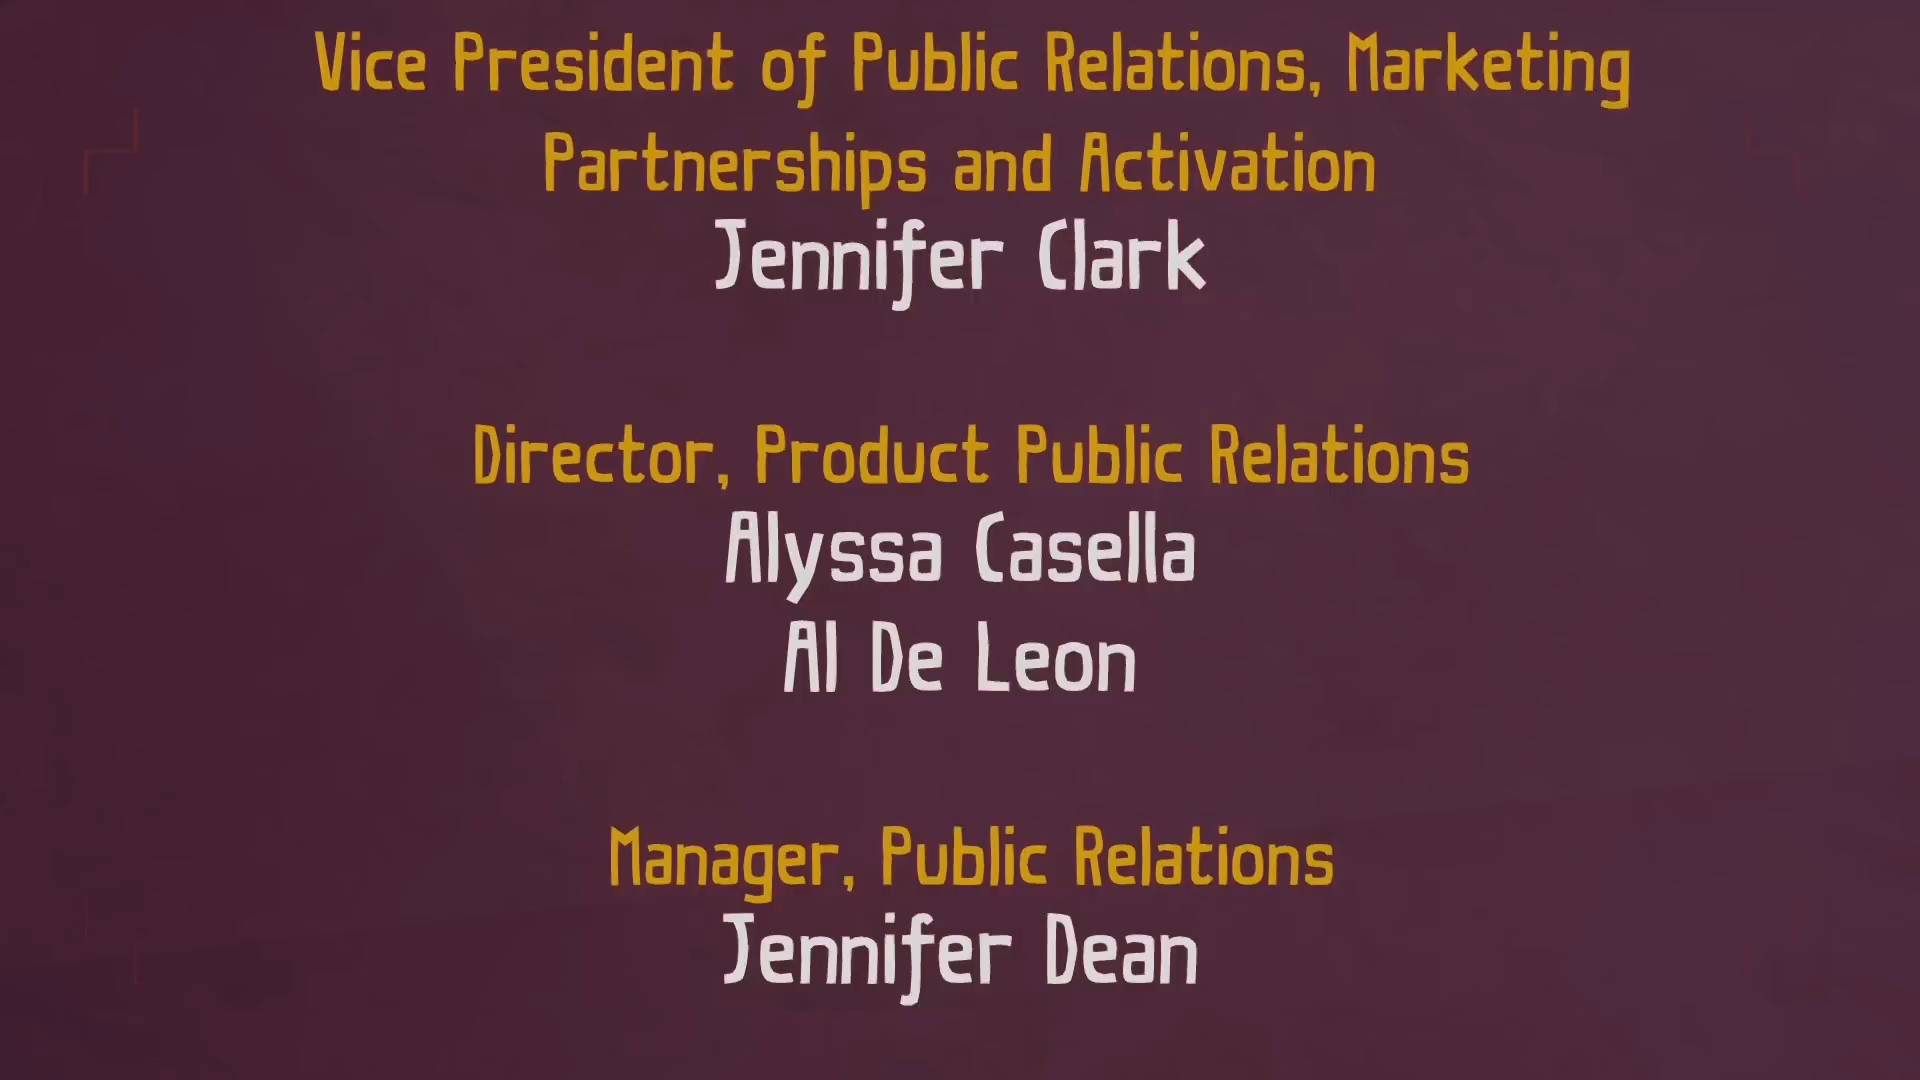 Vice President of Public Relations, Marketing
Partnerships and Activation
Jennifer Clark
Director, Product Public Relations
Alyssa Casella
Al De Leon
Manager, Public Relations
Jennifer Dean